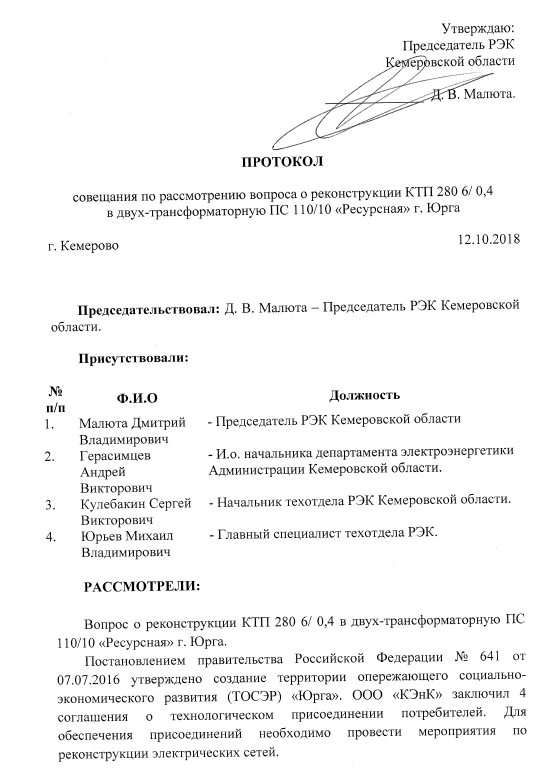 Утверждаю:
Председатель РЭК
Кемеровской области
____________ Д. В. Малюта.
ПРОТОКОЛ
совещания по рассмотрению вопроса о реконструкции КТП 280 6/ 0,4
в двух-трансформаторную ПС 110/10 «Ресурсная» г. Юрга
г. Кемерово 12.10.2018
Председательствовал: Д. В. Малюта – Председатель РЭК Кемеровской
области.
Присутствовали:
№
п/п Ф.И.О Должность
1. Малюта Дмитрий - Председатель РЭК Кемеровской области
Владимирович
2. Герасимцев - И.о. начальника департамента электроэнергетики
Андрей Администрации Кемеровской области.
Викторович
3. Кулебакин Сергей - Начальник техотдела РЭК Кемеровской области.
Викторович
4. Юрьев Михаил - Главный специалист техотдела РЭК.
Владимирович
РАССМОТРЕЛИ:
Вопрос о реконструкции КТП 280 6/ 0,4 в двух-трансформаторную ПС
110/10 «Ресурсная» г. Юрга.
Постановлением правительства Российской Федерации № 641 от
07.07.2016 утверждено создание территории опережающего социально-
экономического развития (ТОСЭР) «Юрга». ООО «КЭнК» заключил 4
соглашения о технологическом присоединении потребителей. Для
обеспечения присоединений необходимо провести мероприятия по
реконструкции электрических сетей.